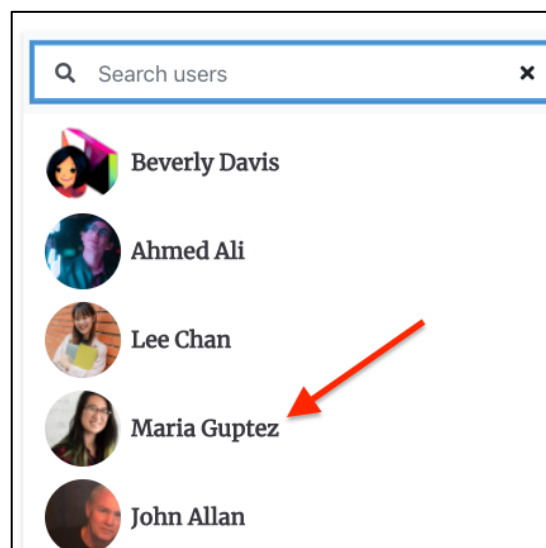 Search users
Beverly Davis
Ahmed Ali
Lee Chan
Maria Guptez
John Allan